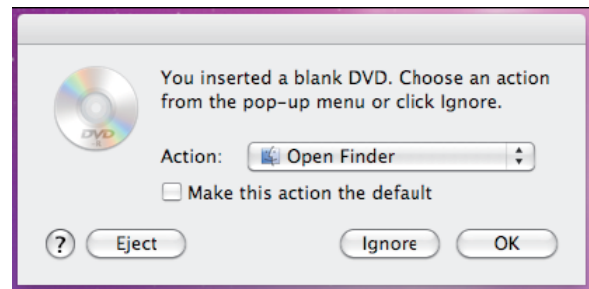 You inserted a blank DVD. Choose an action
from the pop-up menu or click Ignore.
DVD
-R
Action: Open Finder
Make this action the default
? Eject Ignore OK